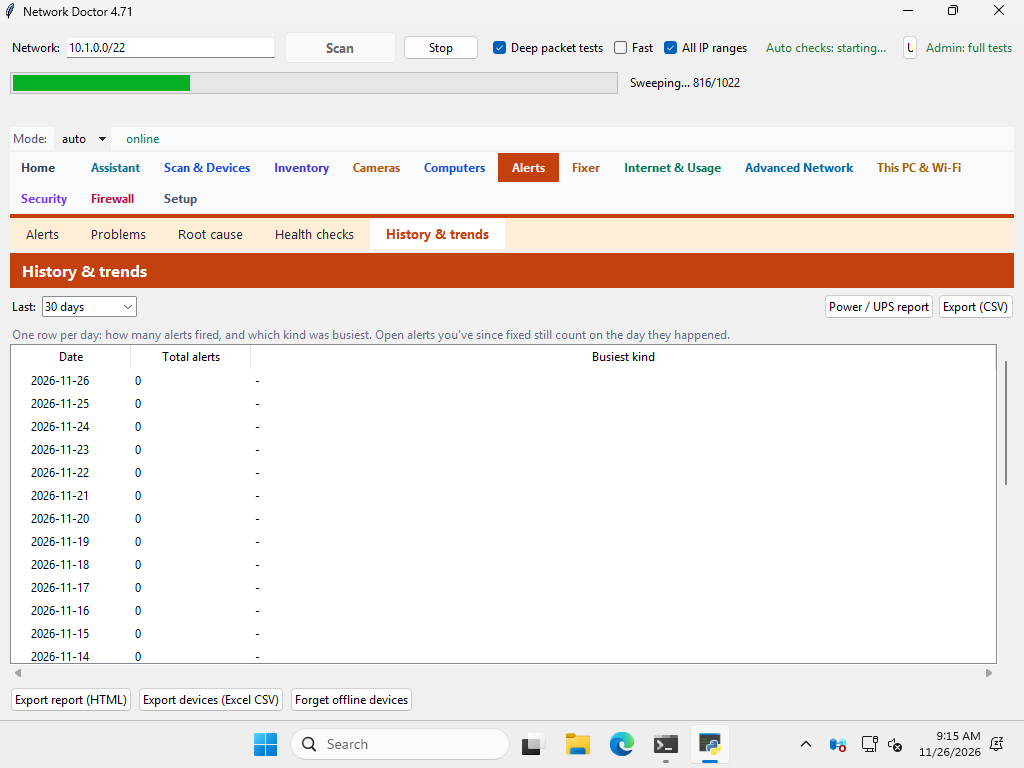 Network Doctor 4.71
Network: 10.1.0.0/22 Scan Stop Deep packet tests Fast All IP ranges Auto checks: starting... Admin: full tests
Sweeping... 816/1022
Mode: auto online
Home Assistant Scan & Devices Inventory Cameras Computers Alerts Fixer Internet & Usage Advanced Network This PC & Wi-Fi
Security Firewall Setup
Alerts Problems Root cause Health checks History & trends
History & trends
Last: 30 days Power / UPS report Export (CSV)
One row per day: how many alerts fired, and which kind was busiest. Open alerts you've since fixed still count on the day they happened.
Date Total alerts Busiest kind
2026-11-26 0 -
2026-11-25 0 -
2026-11-24 0 -
2026-11-23 0 -
2026-11-22 0 -
2026-11-21 0 -
2026-11-20 0 -
2026-11-19 0 -
2026-11-18 0 -
2026-11-17 0 -
2026-11-16 0 -
2026-11-15 0 -
2026-11-14 0 -
Export report (HTML) Export devices (Excel CSV) Forget offline devices
Search
9:15 AM
11/26/2026